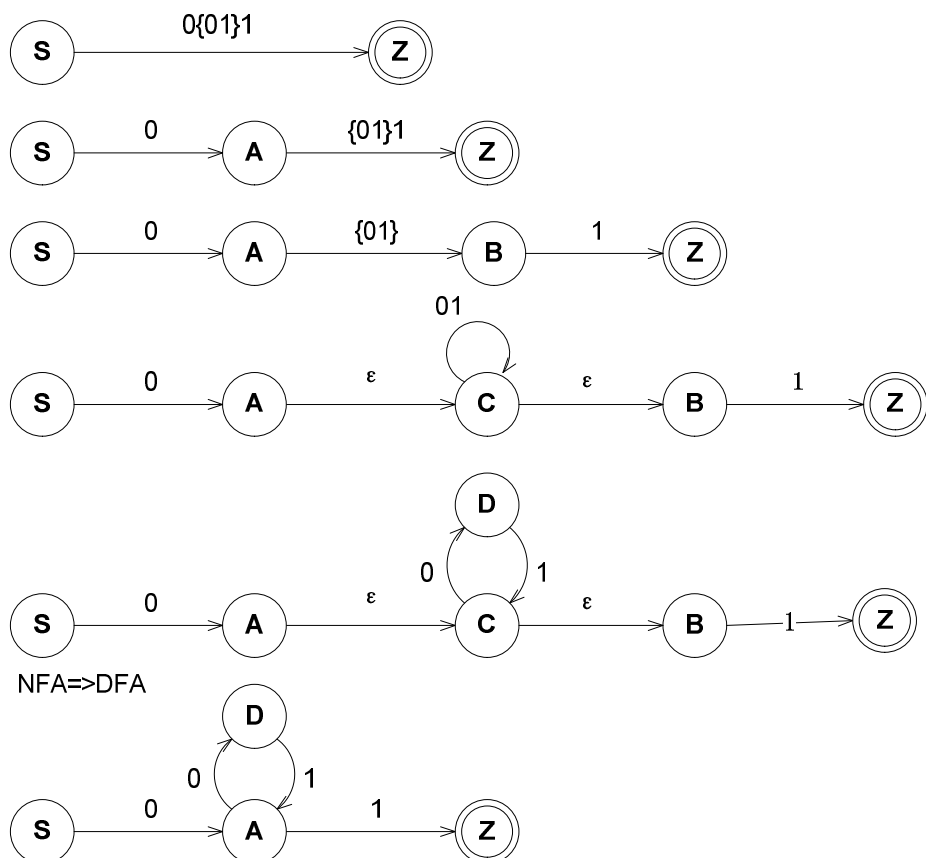 0{01}1
S Z
0 {01}1
S A Z
0 {01} 1
S A B Z
01
0 ε ε 1
S A C B Z
D
0 1
0 ε ε
S A C B 1 Z
NFA=>DFA
D
0 1
0 1
S A Z